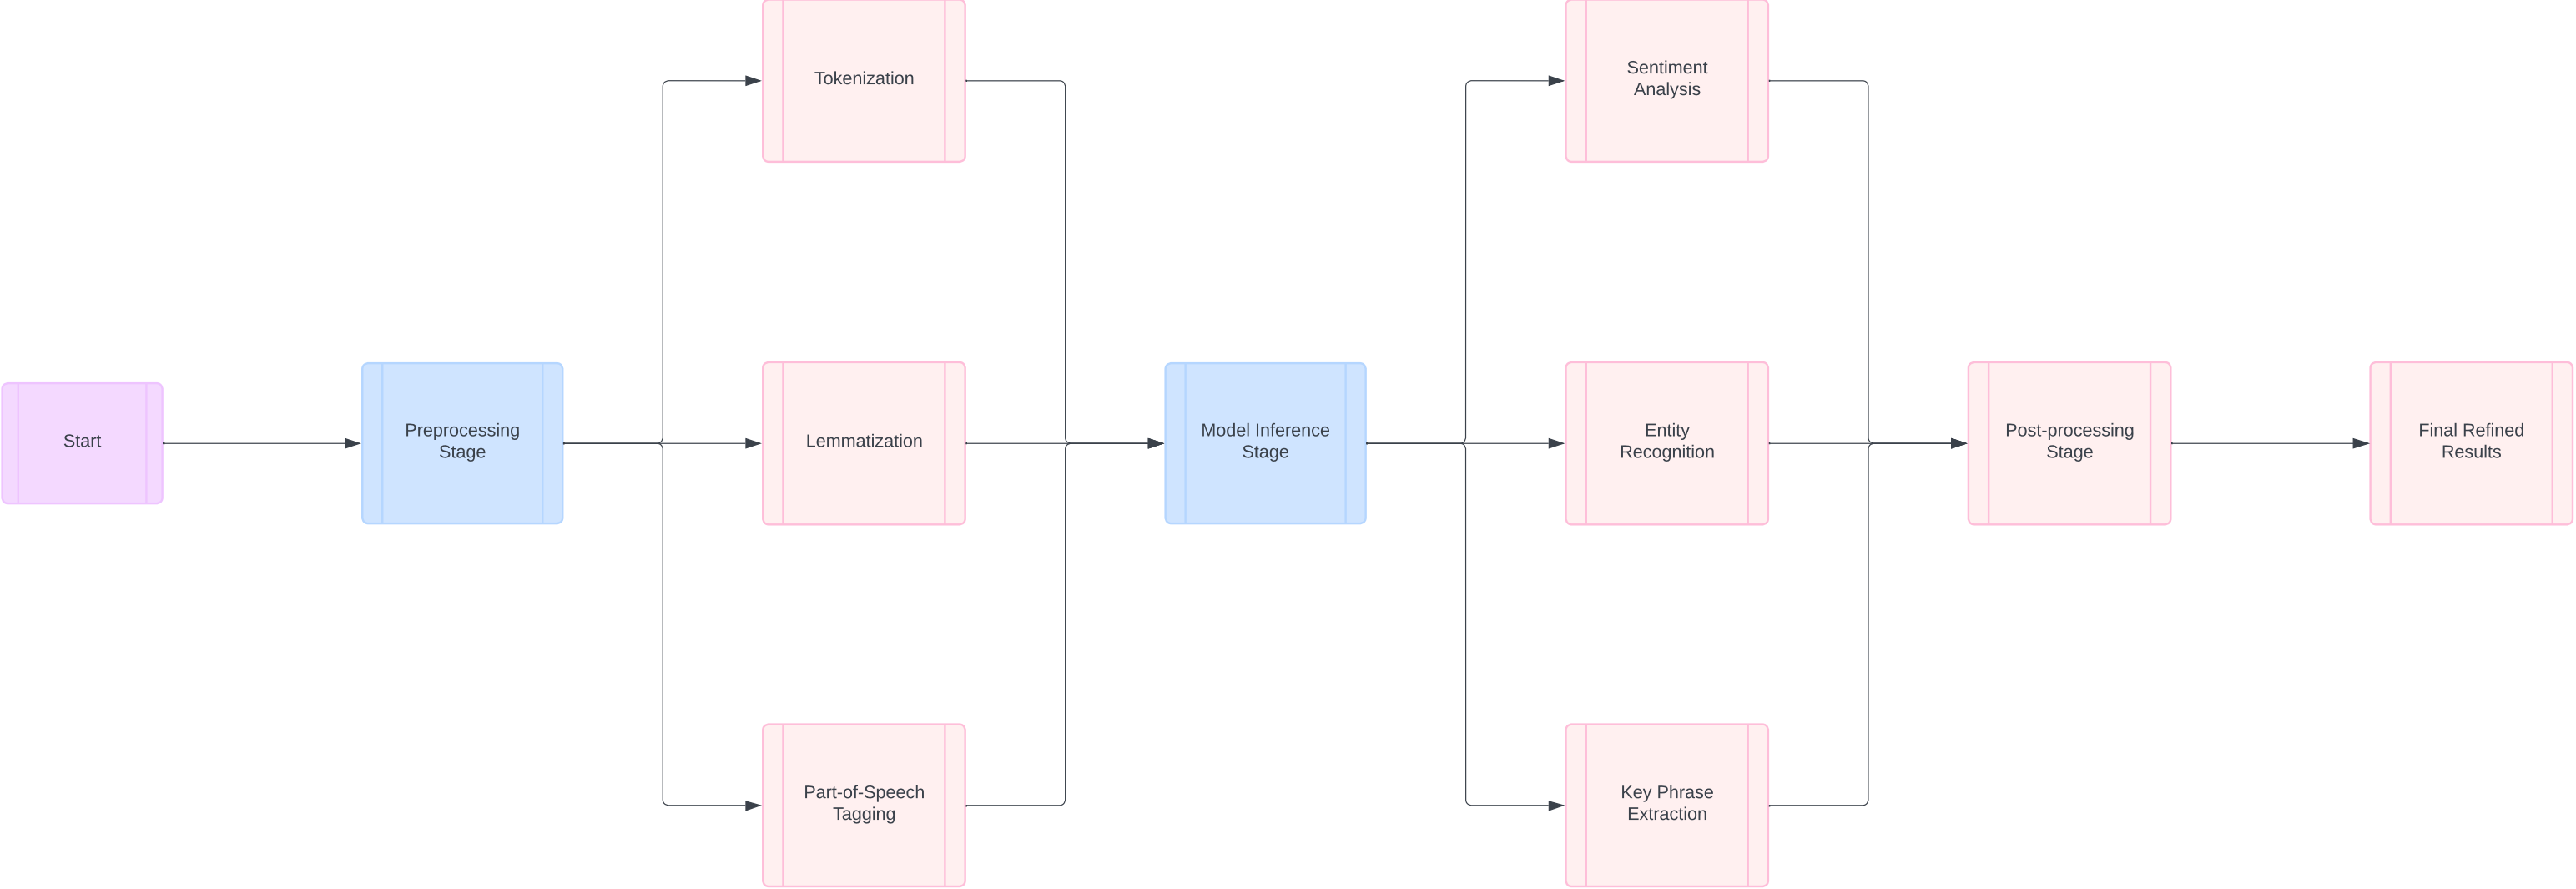 Start
Preprocessing
Stage
Tokenization
Lemmatization
Part-of-Speech
Tagging
Model Inference
Stage
Sentiment
Analysis
Entity
Recognition
Key Phrase
Extraction
Post-processing
Stage
Final Refined
Results